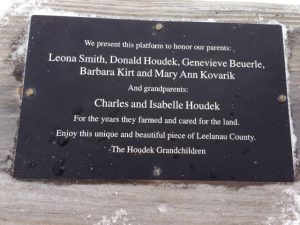 We present this platform to honor our parents:
Leona Smith, Donald Houdek, Genevieve Beuerle,
Barbara Kirt and Mary Ann Kovarik
And grandparents:
Charles and Isabelle Houdek
For the years they farmed and cared for the land.
Enjoy this unique and beautiful piece of Leelanau County.
-The Houdek Grandchildren